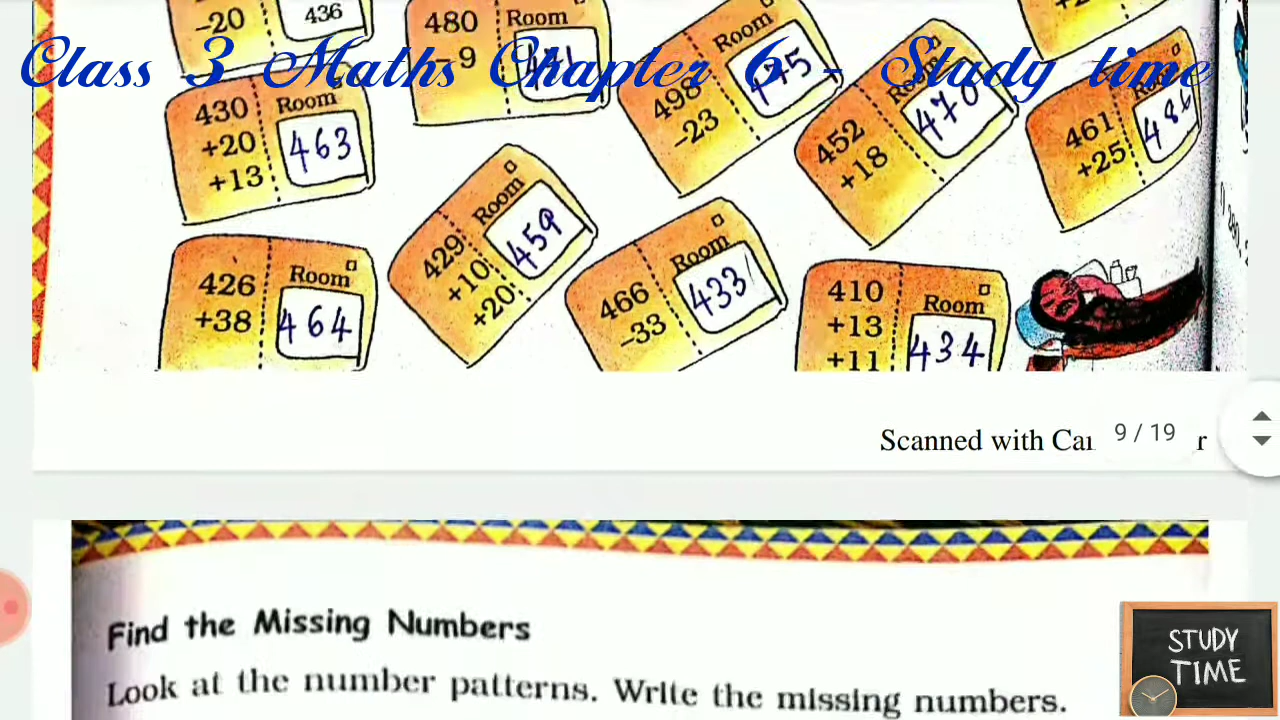 -20
436
480
Room
- 9
Class 3 Maths Chapter 6 - Study time
430
Room
+20
463
+13
Room
498
-23
Room
470
452
+18
461
486
+25
426
Room
+38
464
429
Room
459
+10
+20
466
Room
433
-33
410
Room
+13
434
+11
Scanned with Ca
9 / 19
r
Find the Missing Numbers
Look at the number patterns. Write the missing numbers.
STUDY
TIME